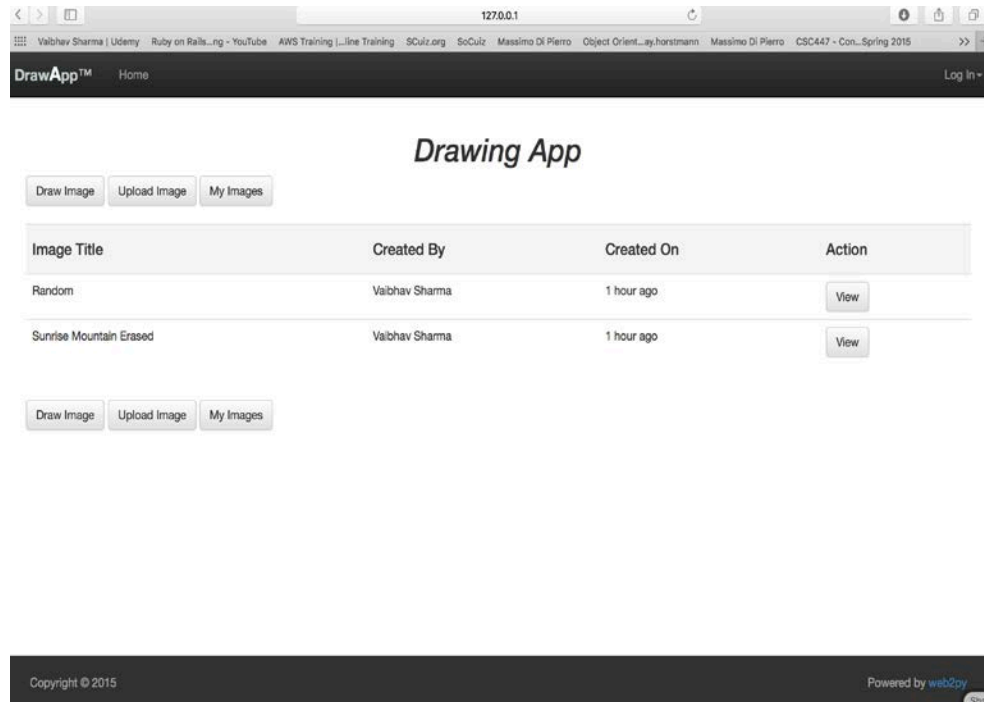 127.0.0.1
Vaibhav Sharma | Udemy Ruby on Rails...ng - YouTube AWS Training |...line Training SCuiz.org SoCuiz Massimo Di Pierro Object Orient...ay.horstmann Massimo Di Pierro CSC447 - Con...Spring 2015 >>
DrawApp™ Home Log In
Drawing App
Draw Image Upload Image My Images
Image Title Created By Created On Action
Random Vaibhav Sharma 1 hour ago View
Sunrise Mountain Erased Vaibhav Sharma 1 hour ago View
Draw Image Upload Image My Images
Copyright © 2015 Powered by web2py